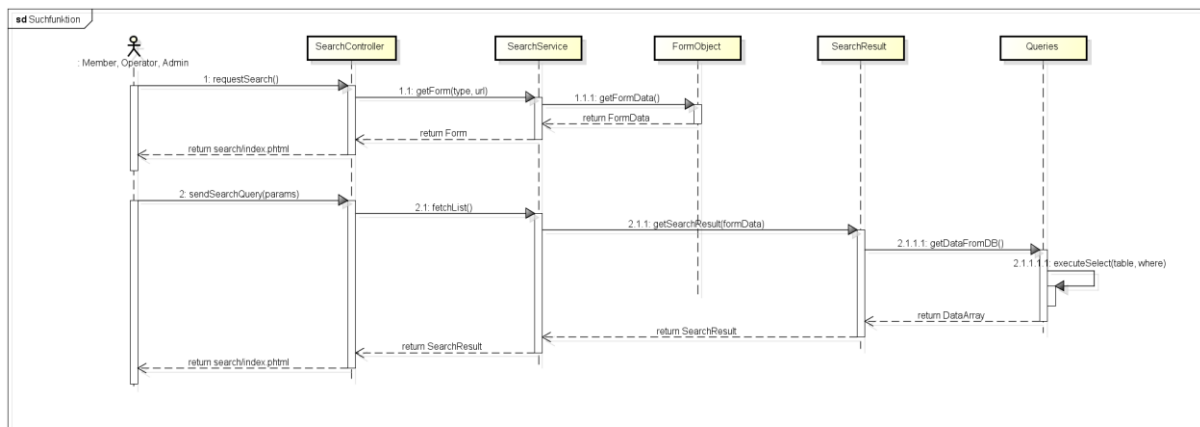 sd Suchfunktion
SearchController
SearchService
FormObject
SearchResult
Queries
: Member, Operator, Admin
1: requestSearch()
1.1: getForm(type, url)
1.1.1: getFormData()
return FormData
return Form
return search/index.phtml
2: sendSearchQuery(params)
2.1: fetchList()
2.1.1: getSearchResult(formData)
2.1.1.1: getDataFromDB()
2.1.1.1.1: executeSelect(table, where)
return DataArray
return SearchResult
return SearchResult
return search/index.phtml